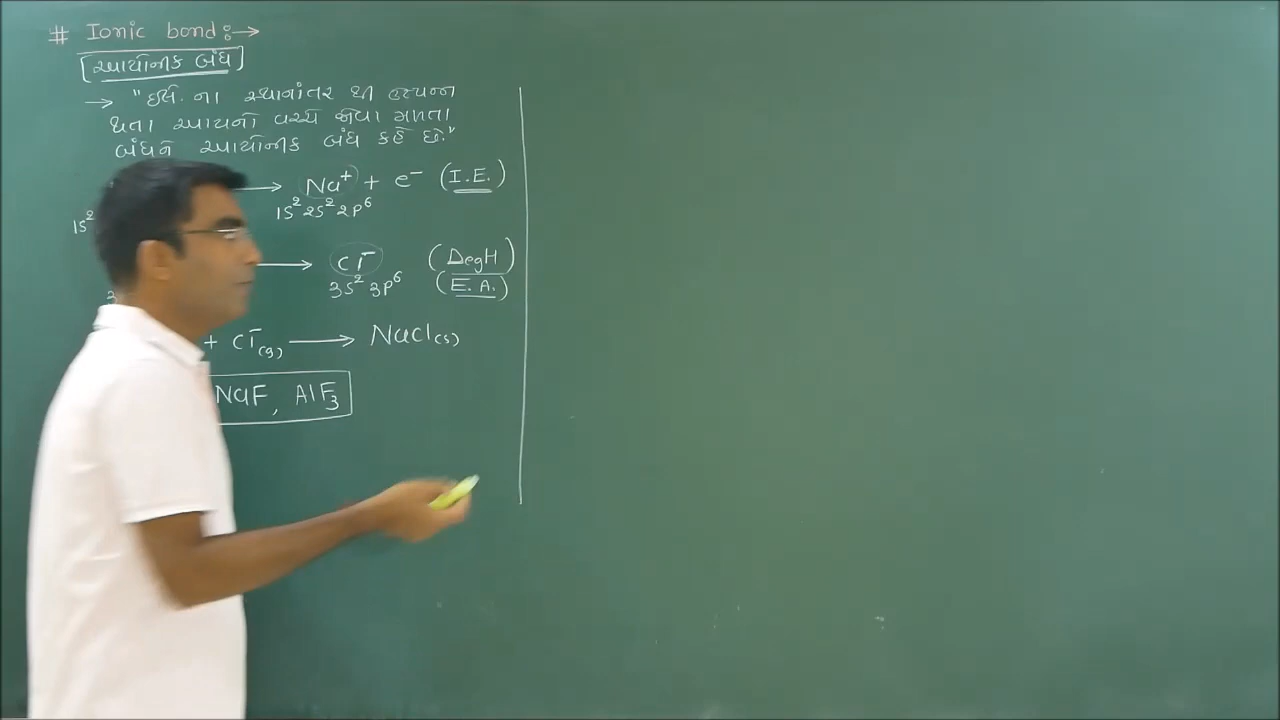 # Ionic bond :→
[આયોનીક બંધ]
→ "ઇલે. ના સ્થાનાંતર થી ઉત્પન્ન
થતા આયનો વચ્ચે જોવા મળતા
બંધને આયોનીક બંધ કહે છે."
→ Na⁺ + e⁻ (I.E.)
1s² 1s² 2s² 2p⁶
→ Cl⁻ (ΔegH)
3s² 3p⁶ (E.A.)
+ Cl⁻(g) → NaCl(s)
NaF, AlF₃